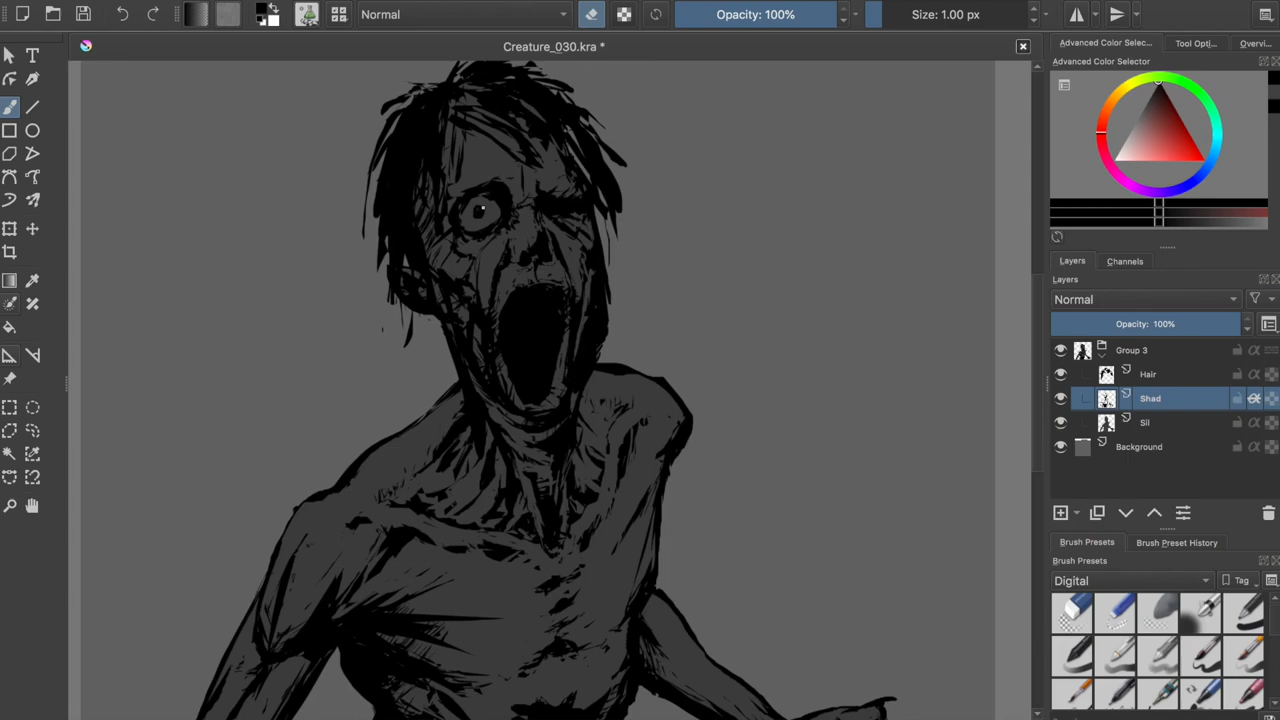 Normal
Opacity: 100%
Size: 1.00 px
Creature_030.kra *
Advanced Color Selec...
Tool Opti...
Overvi...
Advanced Color Selector
Layers
Channels
Layers
Normal
Opacity: 100%
Group 3
Hair
Shad
Sil
Background
Brush Presets
Brush Preset History
Brush Presets
Digital
Tag